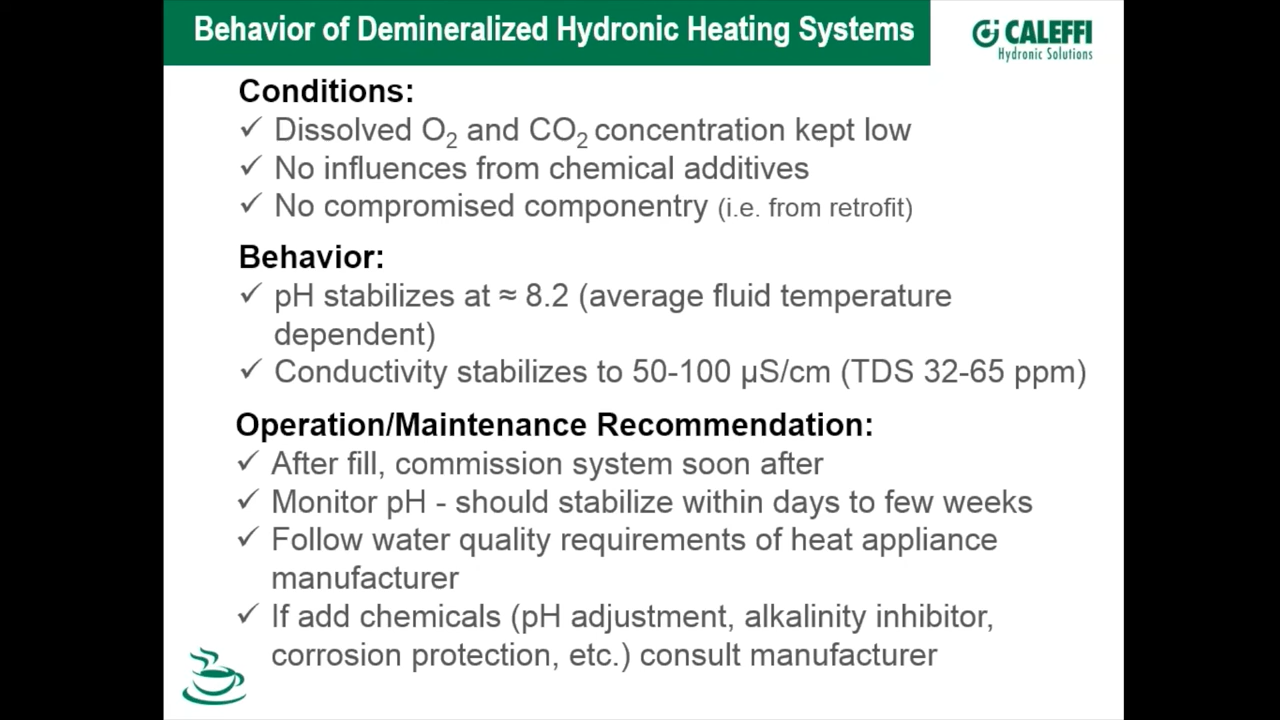 Behavior of Demineralized Hydronic Heating Systems
CALEFFI
Hydronic Solutions
Conditions:
✓ Dissolved O₂ and CO₂ concentration kept low
✓ No influences from chemical additives
✓ No compromised componentry (i.e. from retrofit)
Behavior:
✓ pH stabilizes at ≈ 8.2 (average fluid temperature
dependent)
✓ Conductivity stabilizes to 50-100 µS/cm (TDS 32-65 ppm)
Operation/Maintenance Recommendation:
✓ After fill, commission system soon after
✓ Monitor pH - should stabilize within days to few weeks
✓ Follow water quality requirements of heat appliance
manufacturer
✓ If add chemicals (pH adjustment, alkalinity inhibitor,
corrosion protection, etc.) consult manufacturer